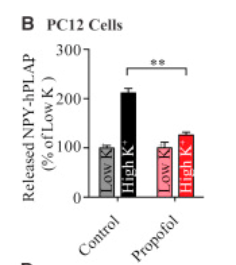 B PC12 Cells
Released NPY-hPLAP
(% of Low K )
300
200
100
0
**
Low K
High K⁺
Low K
High K⁺
Control
Propofol